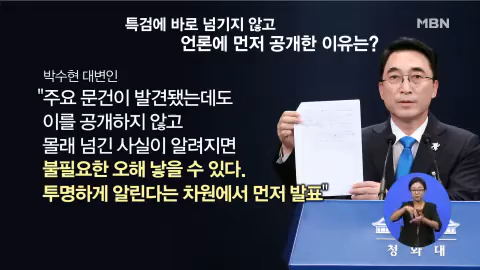 특검에 바로 넘기지 않고
MBN
언론에 먼저 공개한 이유는?
박수현 대변인
"주요 문건이 발견됐는데도
이를 공개하지 않고
몰래 넘긴 사실이 알려지면
불필요한 오해 낳을 수 있다.
투명하게 알린다는 차원에서 먼저 발표"
청와대